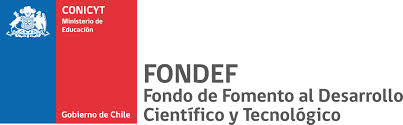 CONICYT
Ministerio de
Educación
Gobierno de Chile
FONDEF
Fondo de Fomento al Desarrollo
Científico y Tecnológico